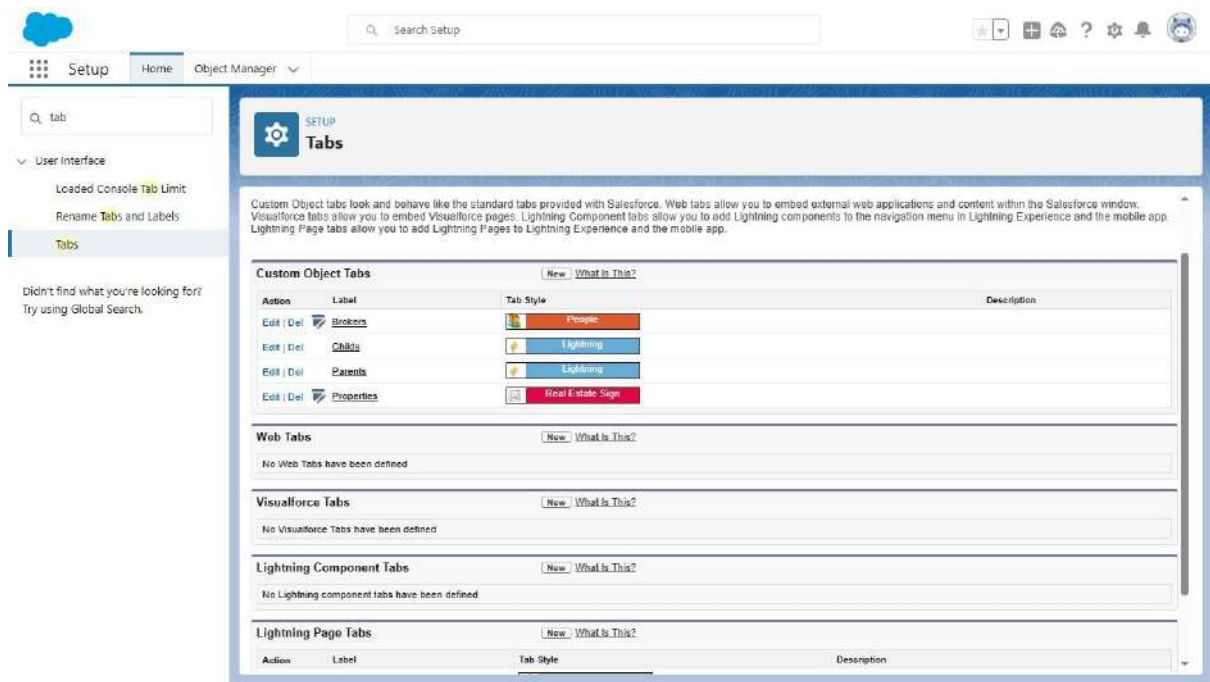 Search Setup
Setup
Home
Object Manager
tab
User Interface
Loaded Console Tab Limit
Rename Tabs and Labels
Tabs
Didn't find what you're looking for?
Try using Global Search.
SETUP
Tabs
Custom Object tabs look and behave like the standard tabs provided with Salesforce. Web tabs allow you to embed external web applications and content within the Salesforce window.
Visualforce tabs allow you to embed Visualforce pages. Lightning Component tabs allow you to add Lightning components to the navigation menu in Lightning Experience and the mobile app.
Lightning Page tabs allow you to add Lightning Pages to Lightning Experience and the mobile app.
Custom Object Tabs New What Is This?
Action Label Tab Style Description
Edit | Del Brokers People
Edit | Del Childs Lightning
Edit | Del Parents Lightning
Edit | Del Properties Real Estate Sign
Web Tabs New What Is This?
No Web Tabs have been defined
Visualforce Tabs New What Is This?
No Visualforce Tabs have been defined
Lightning Component Tabs New What Is This?
No Lightning component tabs have been defined
Lightning Page Tabs New What Is This?
Action Label Tab Style Description